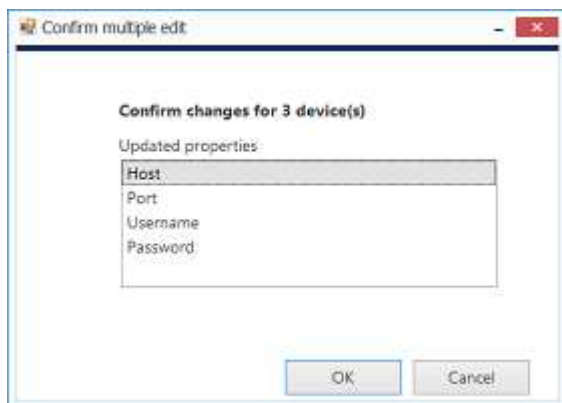 Confirm multiple edit
Confirm changes for 3 device(s)
Updated properties
Host
Port
Username
Password
OK Cancel